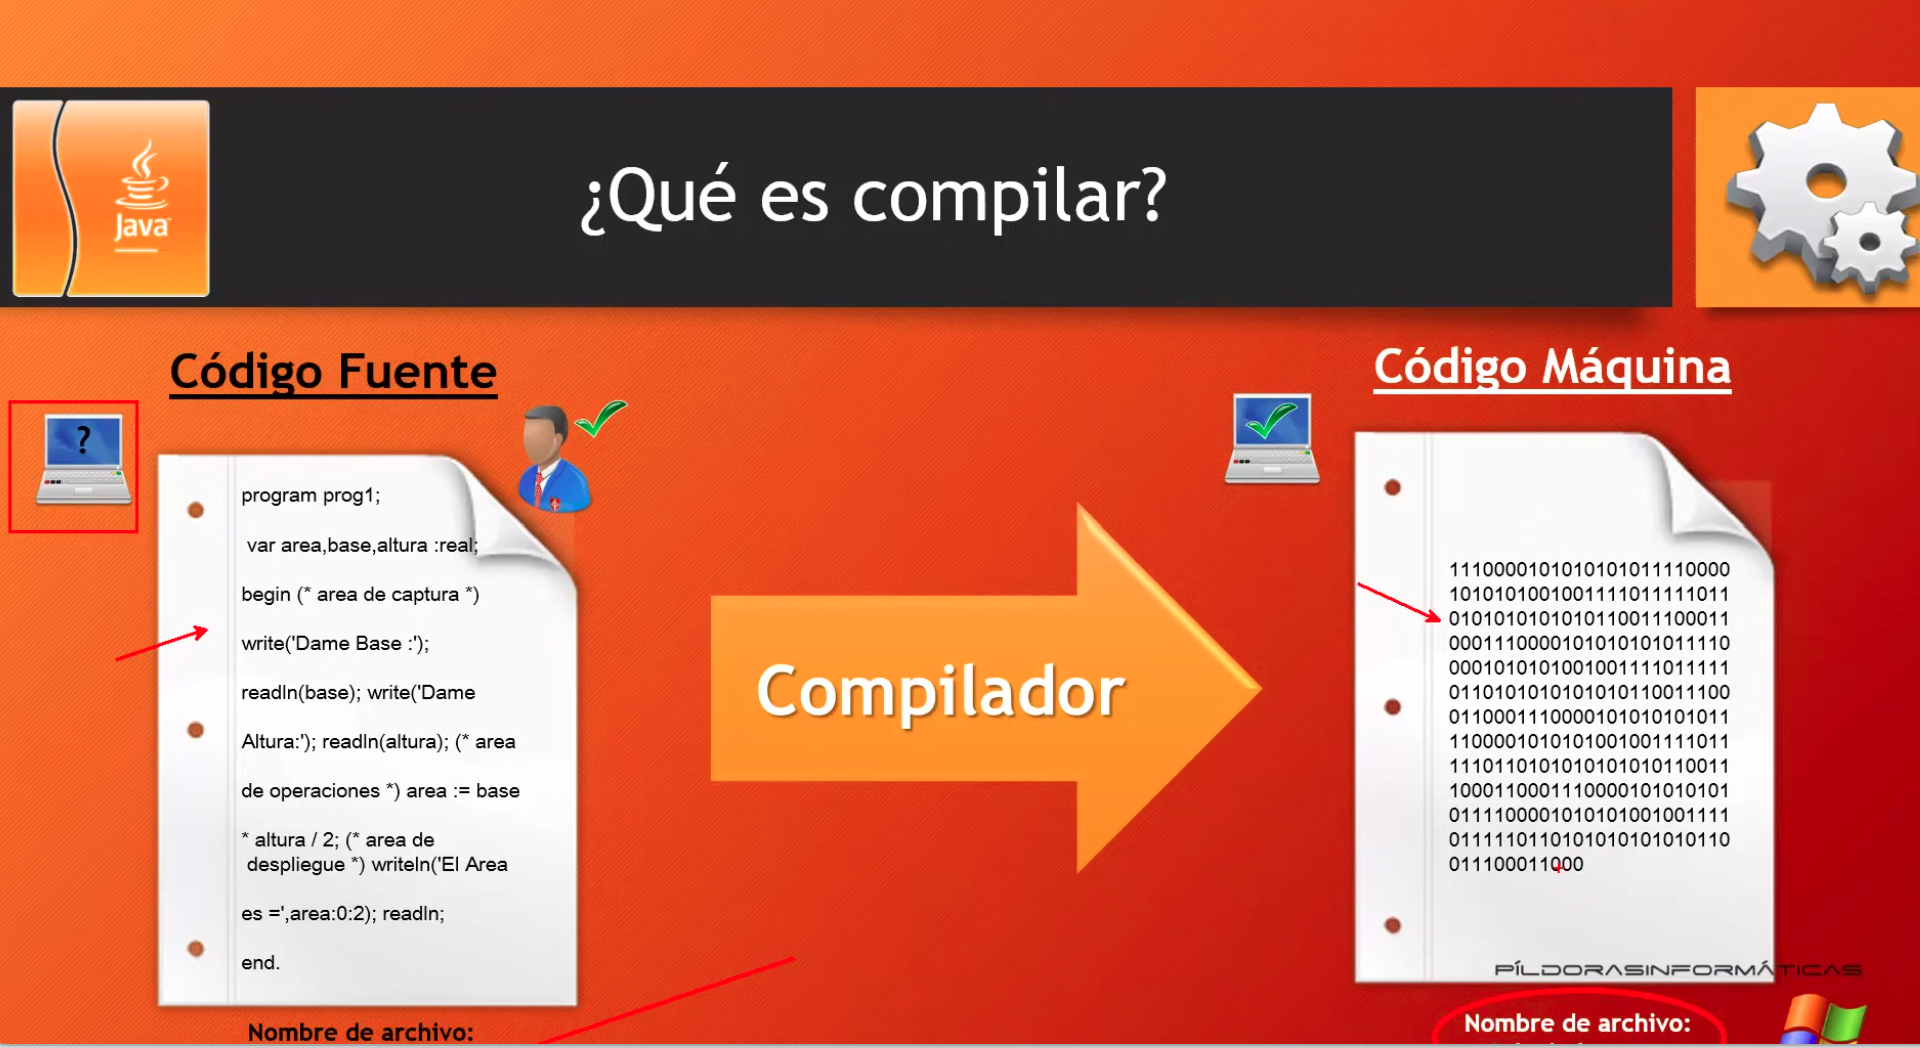 Java
¿Qué es compilar?
Código Fuente
?
program prog1;
var area,base,altura :real;
begin (* area de captura *)
write('Dame Base :');
readln(base); write('Dame
Altura:'); readln(altura); (* area
de operaciones *) area := base
* altura / 2; (* area de
despliegue *) writeln('El Area
es =',area:0:2); readln;
end.
Nombre de archivo:
Compilador
Código Máquina
1110000101010101011110000
1010101001001111011111011
0101010101010110011100011
0001110000101010101011110
0001010101001001111011111
0110101010101010110011100
0110001110000101010101011
1100001010101001001111011
1110110101010101010110011
1000110001110000101010101
0111100001010101001001111
0111110110101010101010110
011100011000
PÍLDORASINFORMÁTICAS
Nombre de archivo: